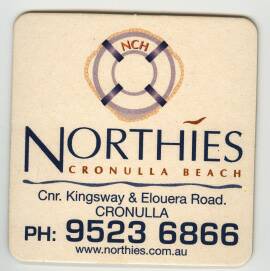 NCH
NORTHIES
CRONULLA BEACH
Cnr. Kingsway & Elouera Road.
CRONULLA
PH: 9523 6866
www.northies.com.au